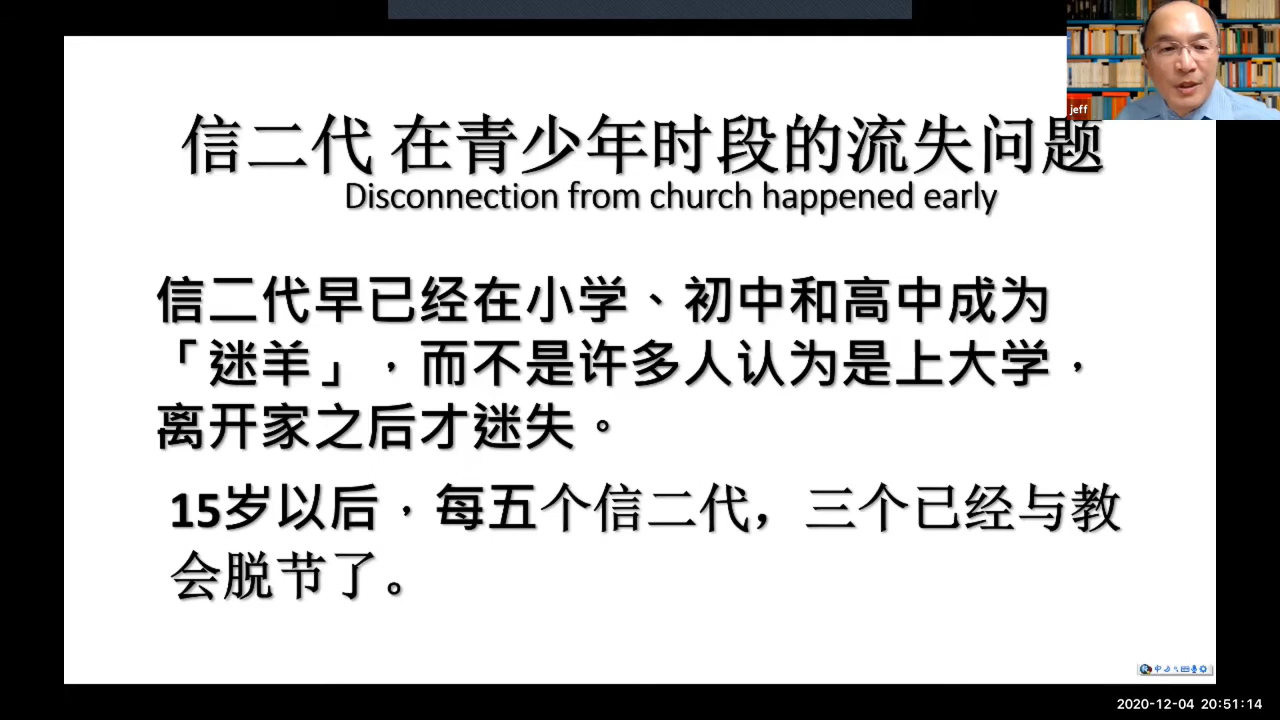 jeff
信二代 在青少年时段的流失问题
Disconnection from church happened early
信二代早已经在小学、初中和高中成为
「迷羊」，而不是许多人认为是上大学，
离开家之后才迷失。
15岁以后，每五个信二代，三个已经与教
会脱节了。
中
2020-12-04 20:51:14